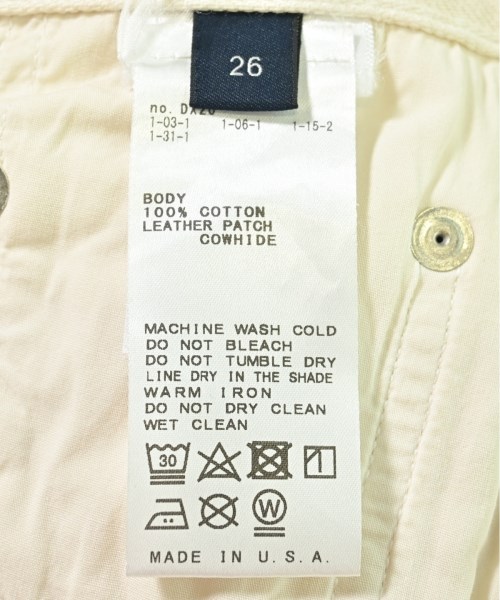 26
no.
1-03-1 1-06-1 1-15-2
1-31-1
BODY
100% COTTON
LEATHER PATCH
COWHIDE
MACHINE WASH COLD
DO NOT BLEACH
DO NOT TUMBLE DRY
LINE DRY IN THE SHADE
WARM IRON
DO NOT DRY CLEAN
WET CLEAN
30
W
MADE IN U.S.A.